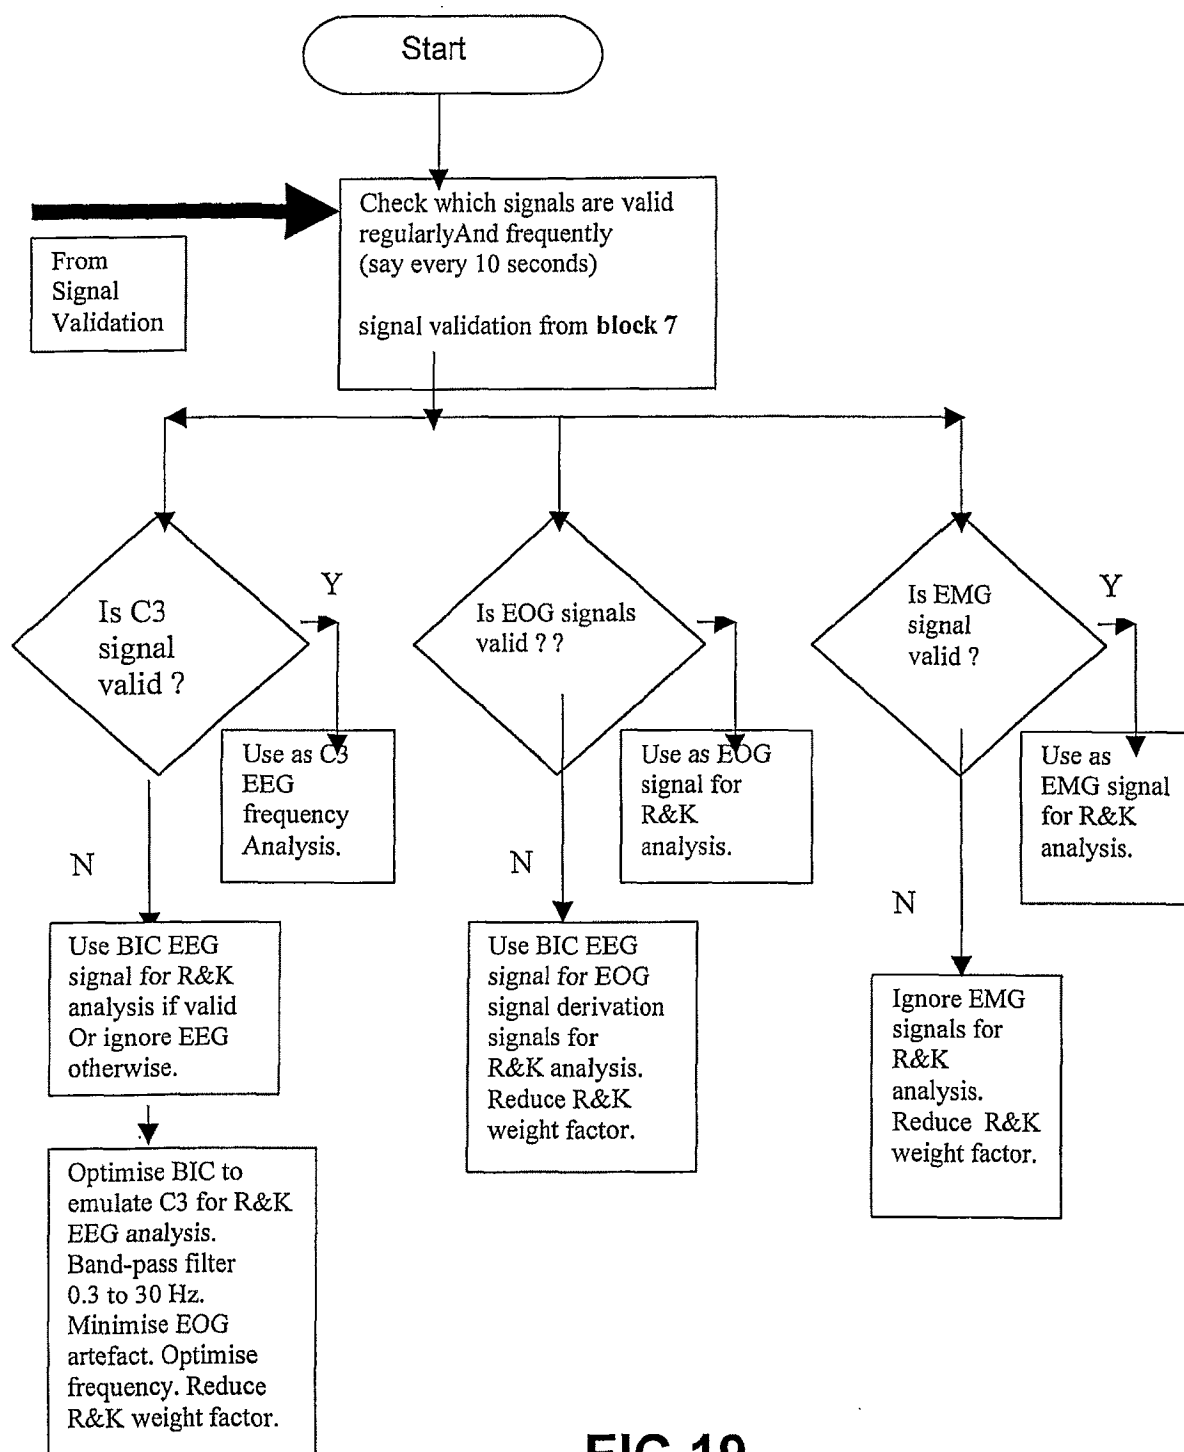 Start
From
Signal
Validation
Check which signals are valid
regularlyAnd frequently
(say every 10 seconds)
signal validation from block 7
Is C3
signal
valid ?
Y
Use as C3
EEG
frequency
Analysis.
N
Use BIC EEG
signal for R&K
analysis if valid
Or ignore EEG
otherwise.
Optimise BIC to
emulate C3 for R&K
EEG analysis.
Band-pass filter
0.3 to 30 Hz.
Minimise EOG
artefact. Optimise
frequency. Reduce
R&K weight factor.
Is EOG signals
valid ? ?
Use as EOG
signal for
R&K
analysis.
N
Use BIC EEG
signal for EOG
signal derivation
signals for
R&K analysis.
Reduce R&K
weight factor.
Is EMG
signal
valid ?
Y
Use as
EMG signal
for R&K
analysis.
N
Ignore EMG
signals for
R&K
analysis.
Reduce R&K
weight factor.
FIG 19